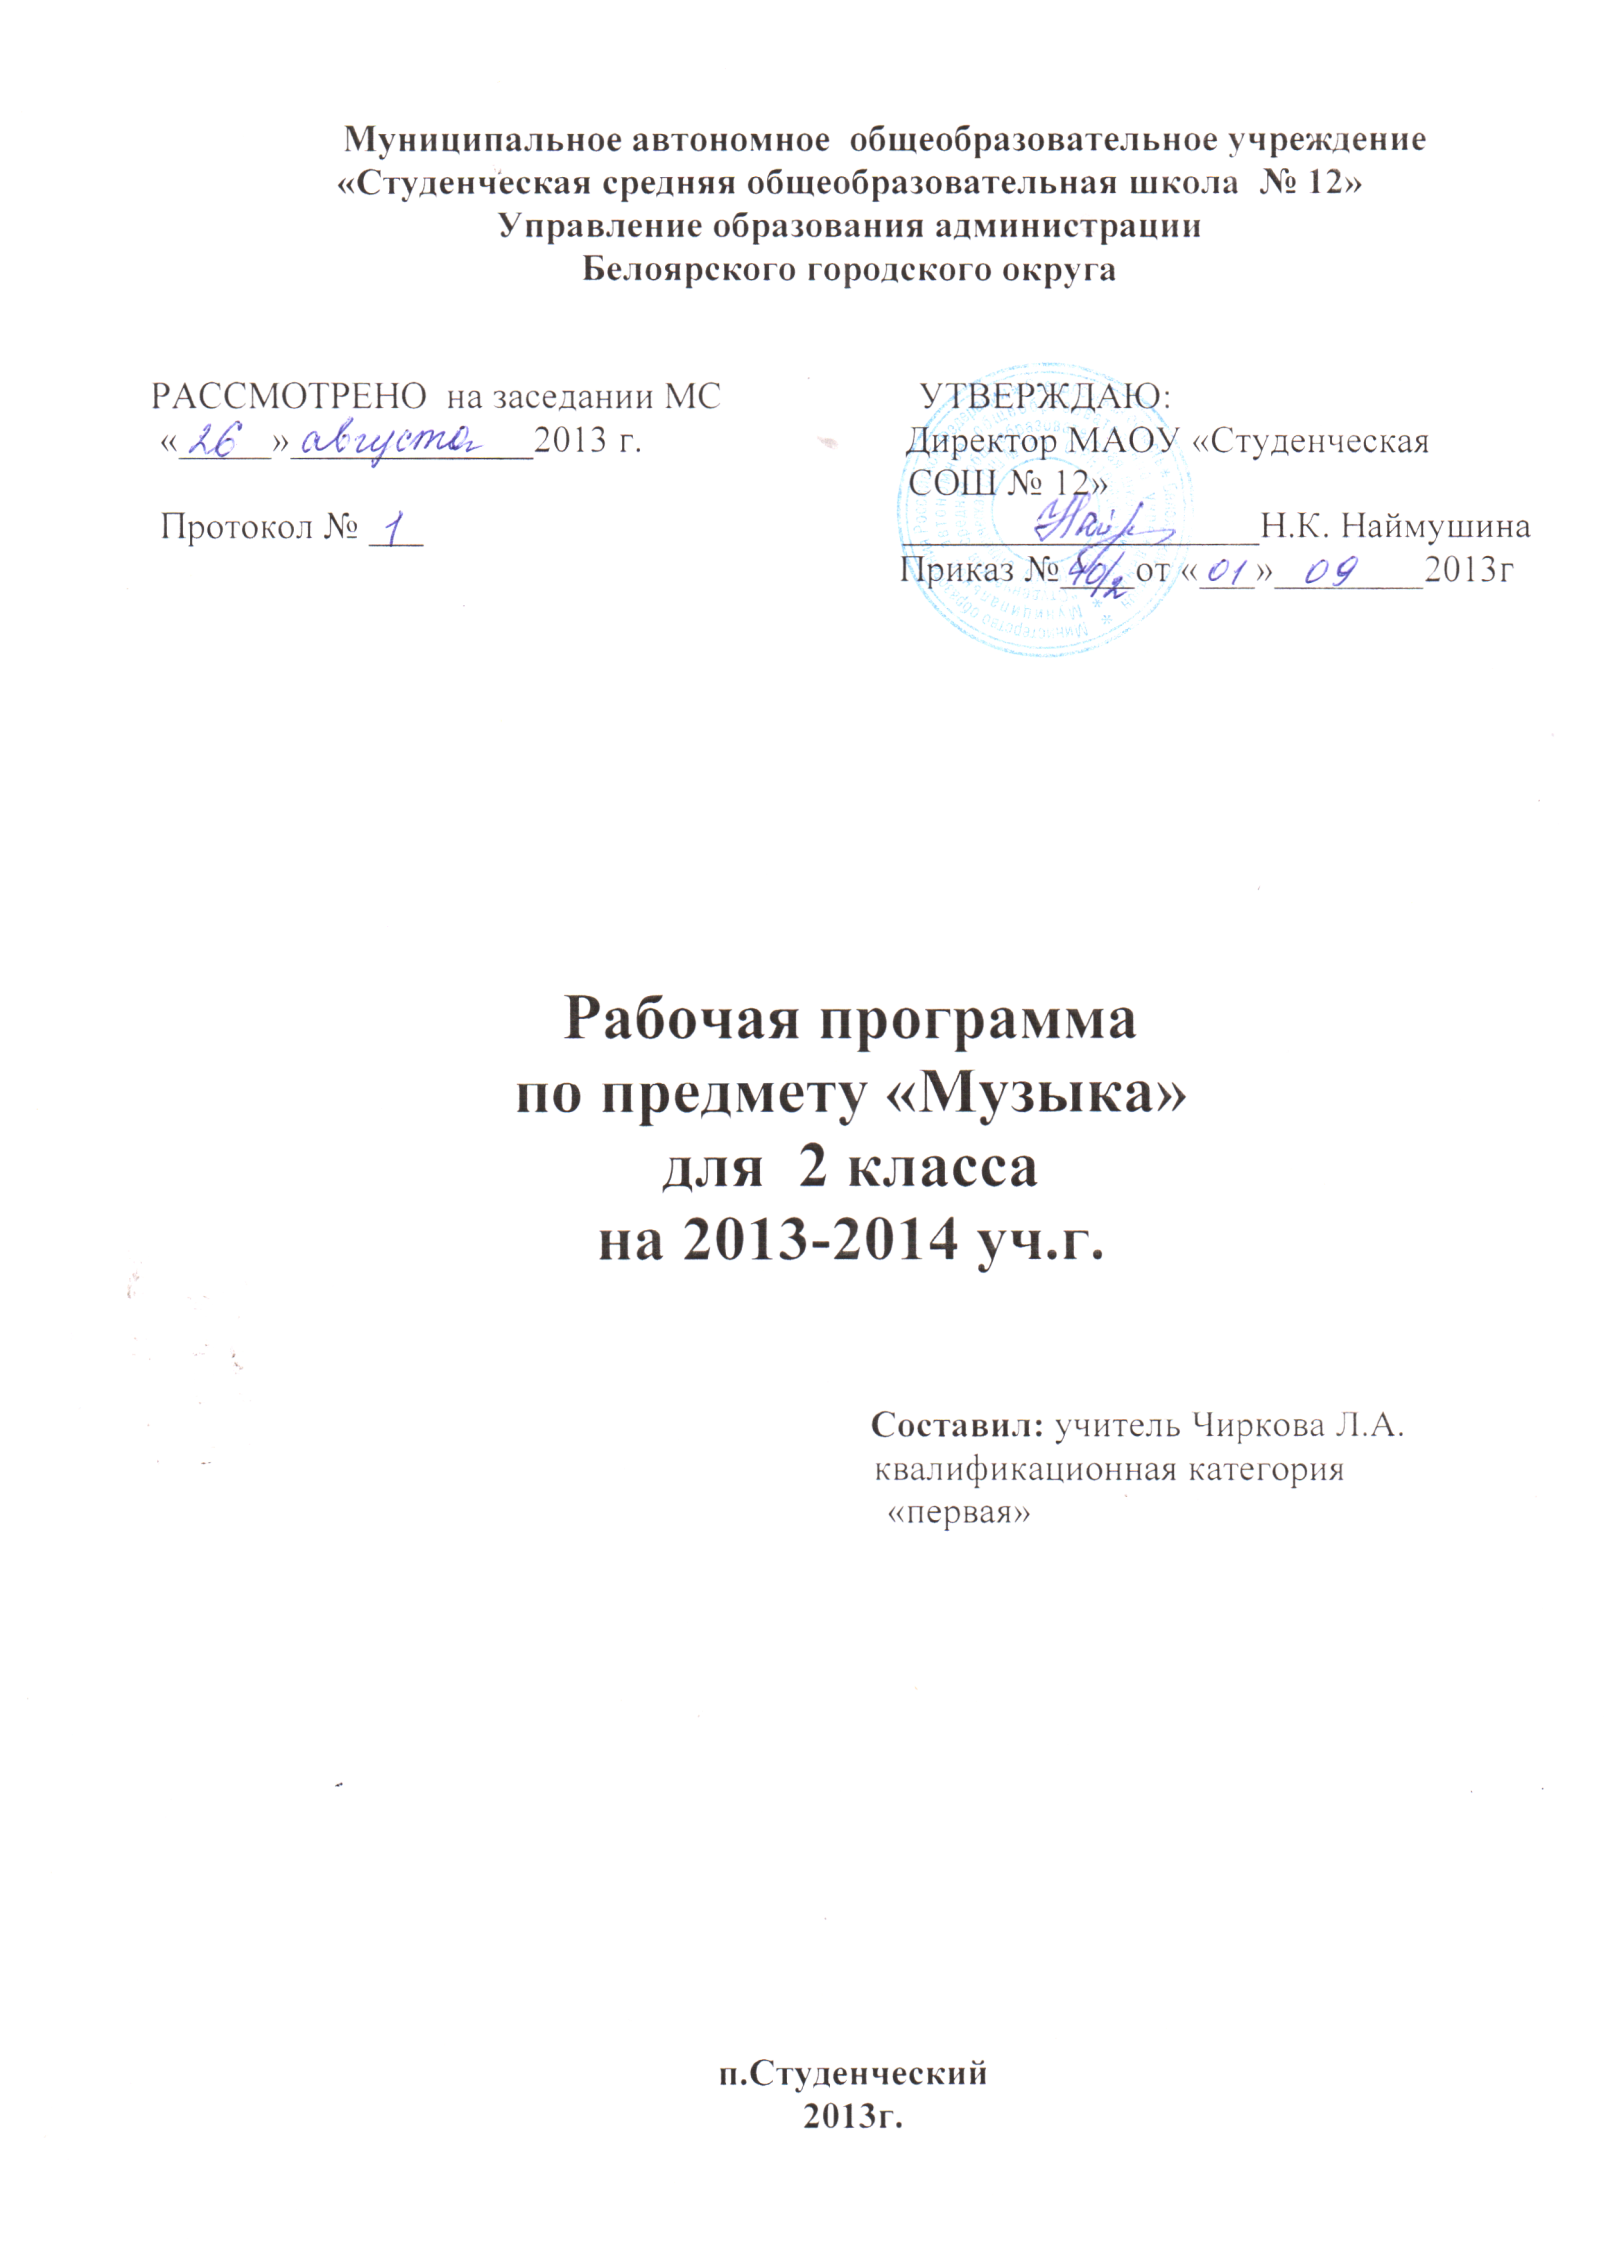 Муниципальное автономное общеобразовательное учреждение
«Студенческая средняя общеобразовательная школа № 12»
Управление образования администрации
Белоярского городского округа
РАССМОТРЕНО на заседании МС
«26» августа 2013 г.
Протокол № 1
УТВЕРЖДАЮ:
Директор МАОУ «Студенческая
СОШ № 12»
Н.К. Наймушина
Приказ № 40/2 от «01» 09 2013г
Рабочая программа
по предмету «Музыка»
для 2 класса
на 2013-2014 уч.г.
Составил: учитель Чиркова Л.А.
квалификационная категория
«первая»
п.Студенческий
2013г.